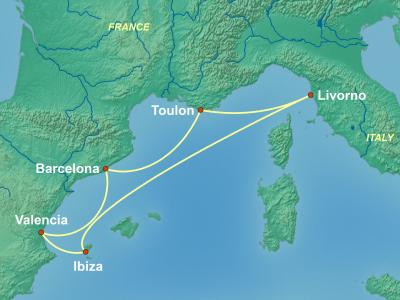 FRANCE
Livorno
Toulon
ITALY
Barcelona
Valencia
Ibiza